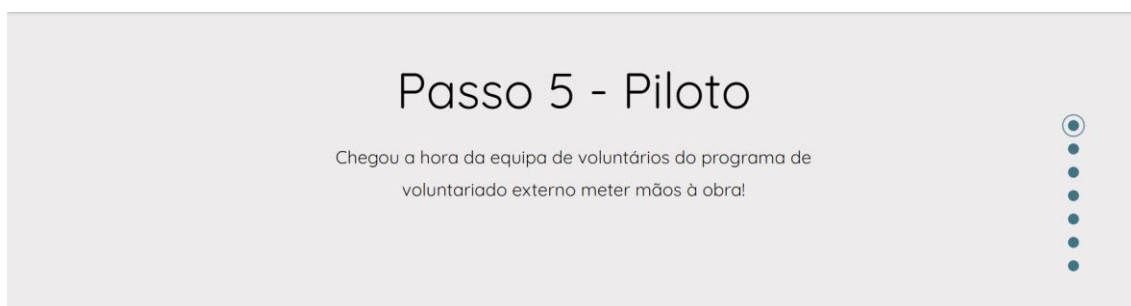 Passo 5 - Piloto
Chegou a hora da equipa de voluntários do programa de
voluntariado externo meter mãos à obra!